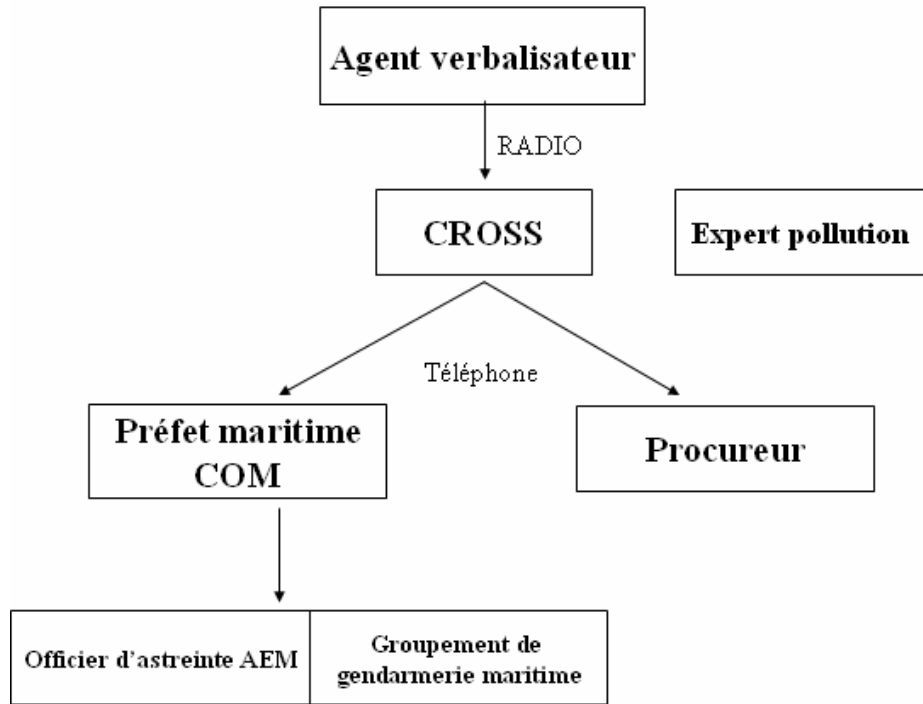 Agent verbalisateur
RADIO
CROSS
Expert pollution
Téléphone
Préfet maritime
COM
Procureur
Officier d'astreinte AEM
Groupement de
gendarmerie maritime